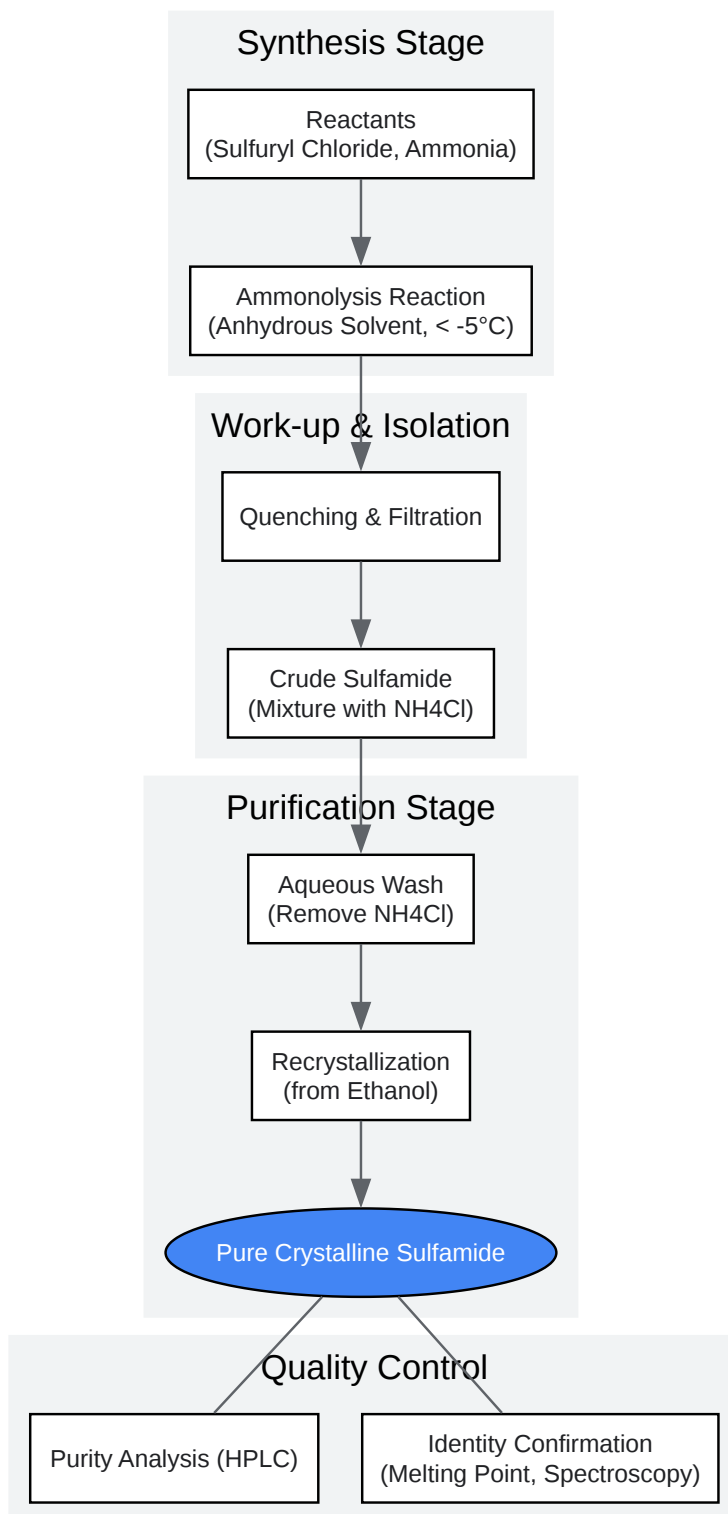 Synthesis Stage
Reactants
(Sulfuryl Chloride, Ammonia)
Ammonolysis Reaction
(Anhydrous Solvent, < -5°C)
Work-up & Isolation
Quenching & Filtration
Crude Sulfamide
(Mixture with NH4Cl)
Purification Stage
Aqueous Wash
(Remove NH4Cl)
Recrystallization
(from Ethanol)
Pure Crystalline Sulfamide
Quality Control
Purity Analysis (HPLC)
Identity Confirmation
(Melting Point, Spectroscopy)